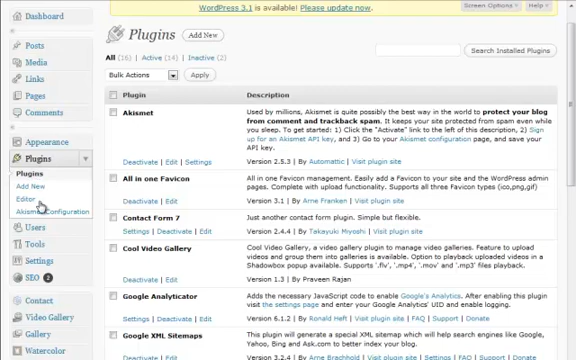 WordPress 3.1 is available! Please update now.
Screen Options
Help
Dashboard
Posts
Media
Links
Pages
Comments
Appearance
Plugins
Plugins
Add New
Editor
Akismet Configuration
Users
Tools
Settings
SEO 2
Contact
Video Gallery
Gallery
Watercolor
Plugins Add New
All (16) | Active (14) | Inactive (2)
Search Installed Plugins
Bulk Actions Apply
Plugin Description
Akismet
Used by millions, Akismet is quite possibly the best way in the world to protect your blog
from comment and trackback spam. It keeps your site protected from spam even while
you sleep. To get started: 1) Click the "Activate" link to the left of this description, 2) Sign
up for an Akismet API key, and 3) Go to your Akismet configuration page, and save your
API key.
Deactivate | Edit | Settings Version 2.5.3 | By Automattic | Visit plugin site
All in one Favicon
All in one Favicon management. Easily add a Favicon to your site and the WordPress admin
pages. Complete with upload functionality. Supports all three Favicon types (ico,png,gif)
Deactivate | Edit Version 3.1 | By Arne Franken | Visit plugin site
Contact Form 7 Just another contact form plugin. Simple but flexible.
Settings | Deactivate | Edit Version 2.4.4 | By Takayuki Miyoshi | Visit plugin site
Cool Video Gallery
Cool Video Gallery, a video gallery plugin to manage video galleries. Feature to upload
videos and group them into galleries is available. Option to playback uploaded videos in a
Shadowbox popup available. Supports '.flv', '.mp4', '.mov' and '.mp3' files playback.
Deactivate | Edit Version 1.3 | By Praveen Rajan
Google Analyticator
Adds the necessary JavaScript code to enable Google's Analytics. After enabling this plugin
visit the settings page and enter your Google Analytics' UID and enable logging.
Settings | Deactivate | Edit Version 6.1.2 | By Ronald Heft | Visit plugin site | FAQ | Support | Donate
Google XML Sitemaps
This plugin will generate a special XML sitemap which will help search engines like Google,
Yahoo, Bing and Ask.com to better index your blog.
Deactivate | Edit By Arne Brachhold | Visit plugin site | Settings | FAQ | Support | Donate